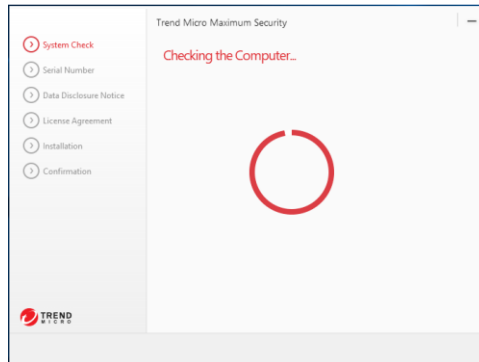 Trend Micro Maximum Security
System Check
Serial Number
Data Disclosure Notice
License Agreement
Installation
Confirmation
Checking the Computer...
TREND
MICRO